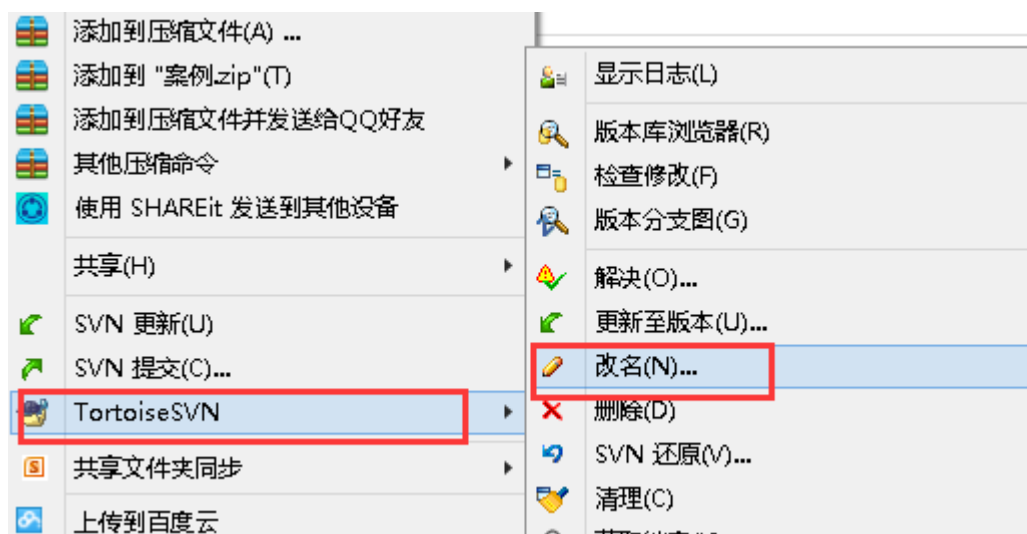 添加到压缩文件(A) ...
添加到 "案例.zip"(T)
添加到压缩文件并发送给QQ好友
其他压缩命令
使用 SHAREit 发送到其他设备
共享(H)
SVN 更新(U)
SVN 提交(C)...
TortoiseSVN
共享文件夹同步
上传到百度云
显示日志(L)
版本库浏览器(R)
检查修改(F)
版本分支图(G)
解决(O)...
更新至版本(U)...
改名(N)...
删除(D)
SVN 还原(V)...
清理(C)